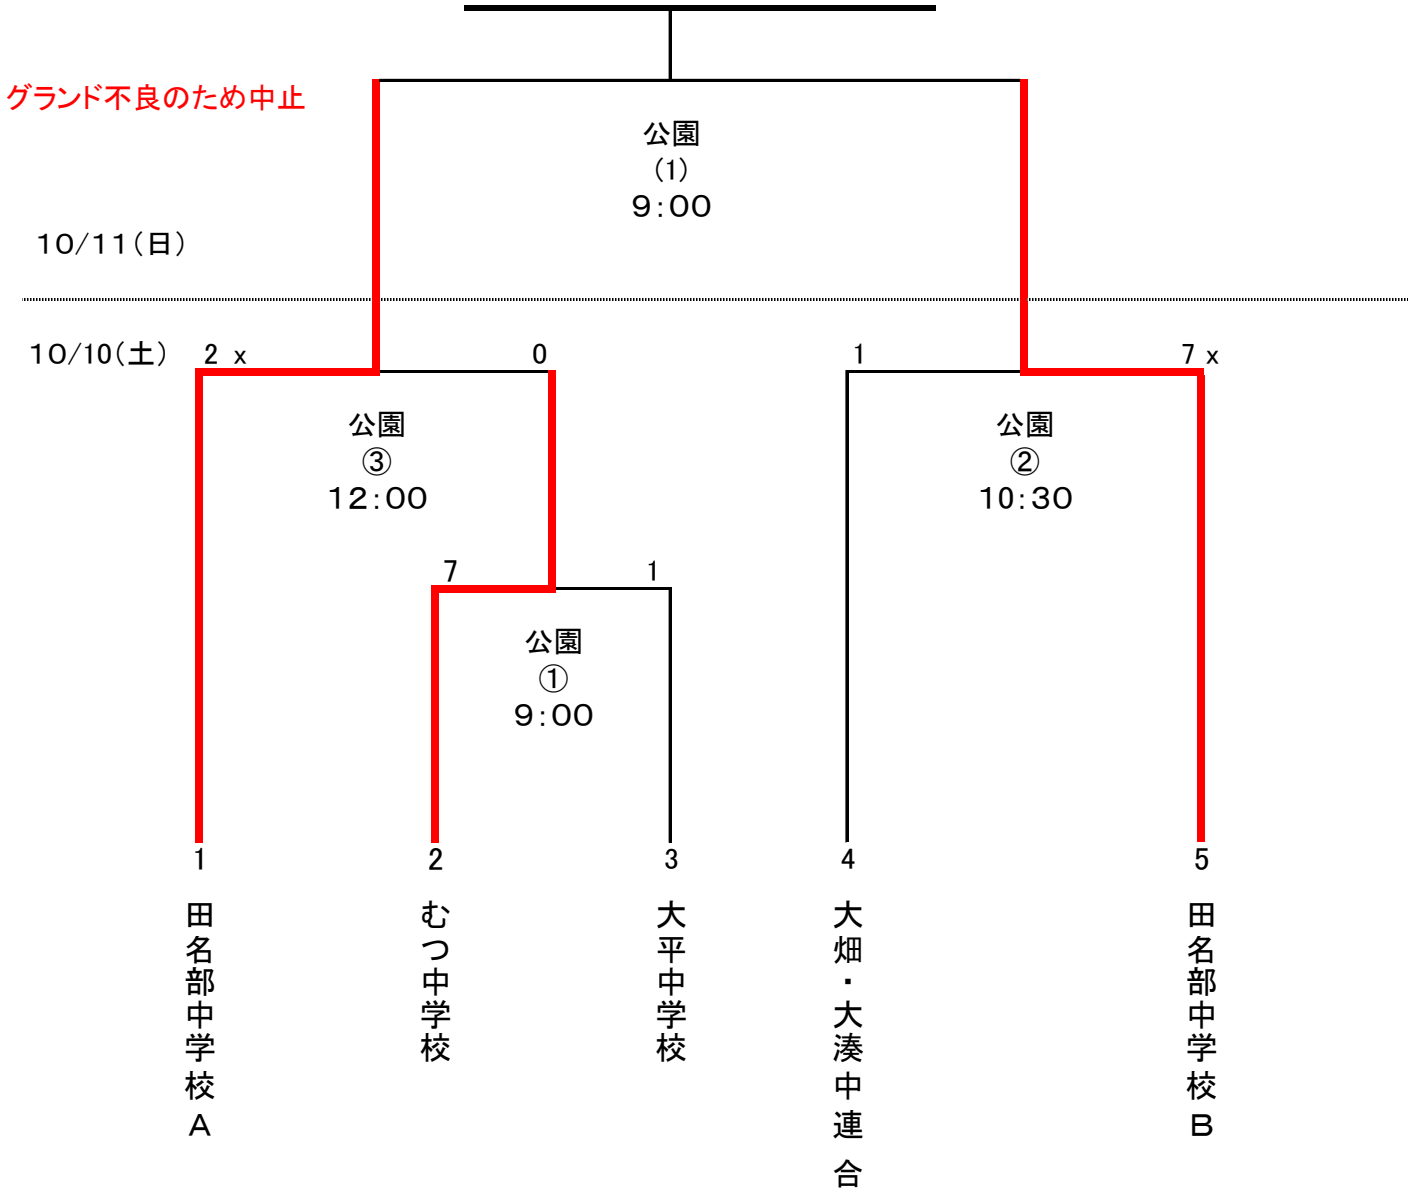 グランド不良のため中止
公園
(1)
9:00
10/11(日)
10/10(土)
2 x
0
1
7 x
公園
③
12:00
公園
②
10:30
7
1
公園
①
9:00
1
2
3
4
5
田名部中学校A
むつ中学校
大平中学校
大畑・大湊中連合
田名部中学校B